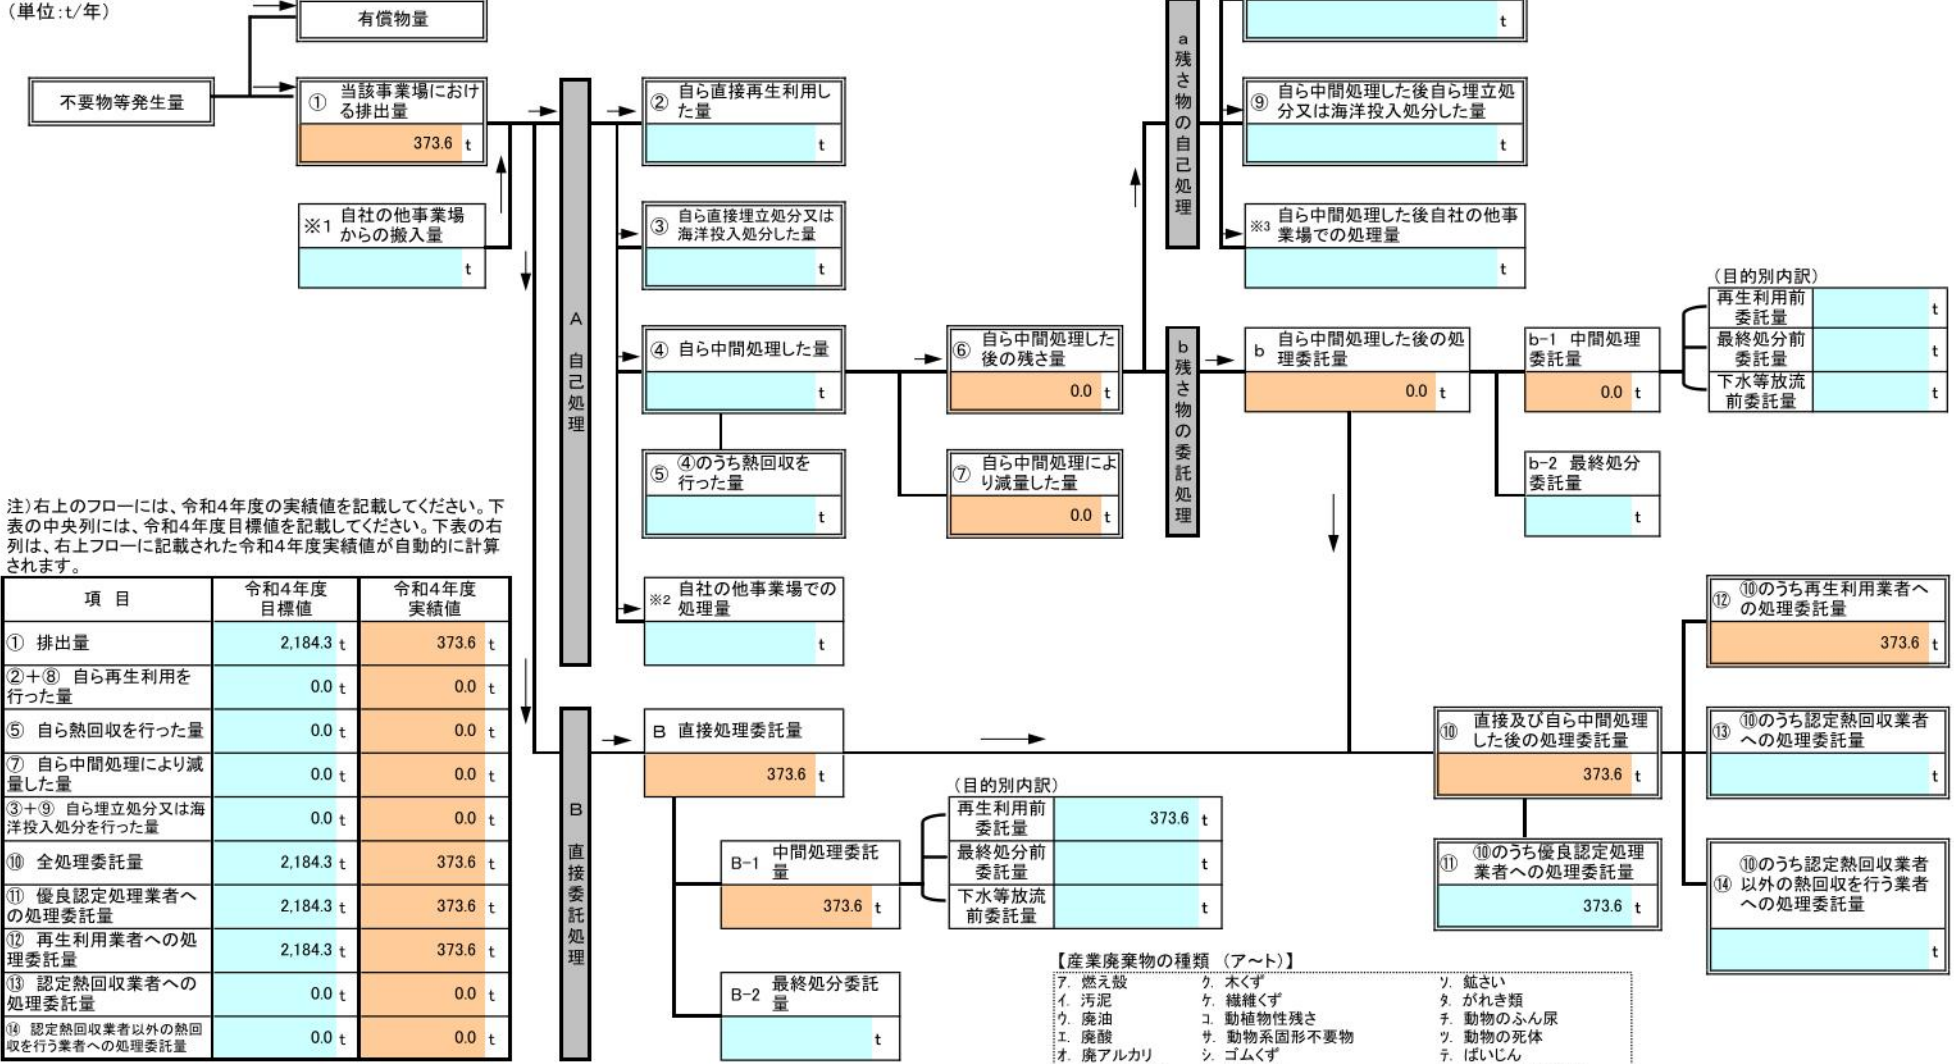 (単位:t/年)
有償物量
不要物等発生量
① 当該事業場におけ
る排出量
373.6 t
※1 自社の他事業場
からの搬入量
t
A 自己処理
② 自ら直接再生利用し
た量
t
③ 自ら直接埋立処分又は
海洋投入処分した量
t
④ 自ら中間処理した量
t
⑤ ④のうち熱回収を
行った量
t
※2 自社の他事業場での
処理量
t
⑥ 自ら中間処理した
後の残さ量
0.0 t
⑦ 自ら中間処理によ
り減量した量
0.0 t
a残さ物の自己処理
t
⑨ 自ら中間処理した後自ら埋立処
分又は海洋投入処分した量
t
※3 自ら中間処理した後自社の他事
業場での処理量
t
b残さ物の委託処理
b 自ら中間処理した後の処
理委託量
0.0 t
b-1 中間処理
委託量
0.0 t
(目的別内訳)
再生利用前
委託量
t
最終処分前
委託量
t
下水等放流
前委託量
t
b-2 最終処分
委託量
t
注)右上のフローには、令和4年度の実績値を記載してください。下
表の中央列には、令和4年度目標値を記載してください。下表の右
列は、右上フローに記載された令和4年度実績値が自動的に計算
されます。
項 目 令和4年度 目標値 令和4年度 実績値
① 排出量 2,184.3 t 373.6 t
②+⑧ 自ら再生利用を
行った量 0.0 t 0.0 t
⑤ 自ら熱回収を行った量 0.0 t 0.0 t
⑦ 自ら中間処理により減
量した量 0.0 t 0.0 t
③+⑨ 自ら埋立処分又は海
洋投入処分を行った量 0.0 t 0.0 t
⑩ 全処理委託量 2,184.3 t 373.6 t
⑪ 優良認定処理業者へ
の処理委託量 2,184.3 t 373.6 t
⑫ 再生利用業者への処
理委託量 2,184.3 t 373.6 t
⑬ 認定熱回収業者への
処理委託量 0.0 t 0.0 t
⑭ 認定熱回収業者以外の熱回
収を行う業者への処理委託量 0.0 t 0.0 t
B 直接委託処理
B 直接処理委託量
373.6 t
B-1 中間処理委託
量
373.6 t
(目的別内訳)
再生利用前
委託量
373.6 t
最終処分前
委託量
t
下水等放流
前委託量
t
B-2 最終処分委託
量
t
⑩ 直接及び自ら中間処理
した後の処理委託量
373.6 t
⑪ ⑩のうち優良認定処理
業者への処理委託量
373.6 t
⑫ ⑩のうち再生利用業者へ
の処理委託量
373.6 t
⑬ ⑩のうち認定熱回収業者
への処理委託量
t
⑭ ⑩のうち認定熱回収業者
以外の熱回収を行う業者
への処理委託量
t
【産業廃棄物の種類 (ア~ト)】
ア. 燃え殻 ク. 木くず ソ. 鉱さい
イ. 汚泥 ケ. 繊維くず タ. がれき類
ウ. 廃油 コ. 動植物性残さ チ. 動物のふん尿
エ. 廃酸 サ. 動物系固形不要物 ツ. 動物の死体
オ. 廃アルカリ シ. ゴムくず テ. ばいじん